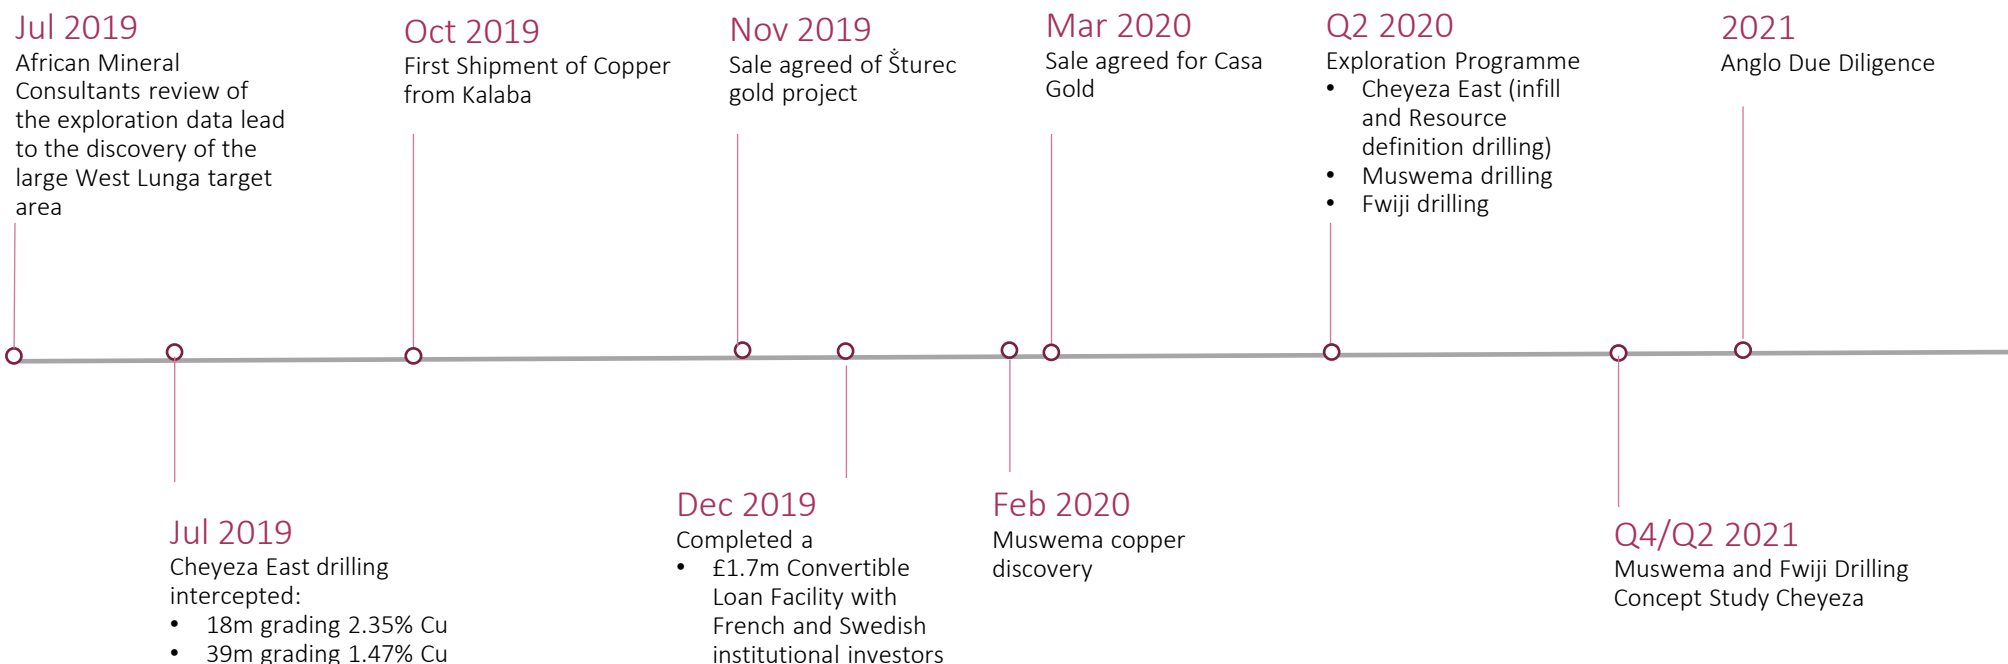 Jul 2019
African Mineral
Consultants review of
the exploration data lead
to the discovery of the
large West Lunga target
area
Oct 2019
First Shipment of Copper
from Kalaba
Nov 2019
Sale agreed of Šturec
gold project
Mar 2020
Sale agreed for Casa
Gold
Q2 2020
Exploration Programme
• Cheyeza East (infill
and Resource
definition drilling)
• Muswema drilling
• Fwiji drilling
2021
Anglo Due Diligence
Jul 2019
Cheyeza East drilling
intercepted:
• 18m grading 2.35% Cu
• 39m grading 1.47% Cu
Dec 2019
Completed a
• £1.7m Convertible
Loan Facility with
French and Swedish
institutional investors
Feb 2020
Muswema copper
discovery
Q4/Q2 2021
Muswema and Fwiji Drilling
Concept Study Cheyeza